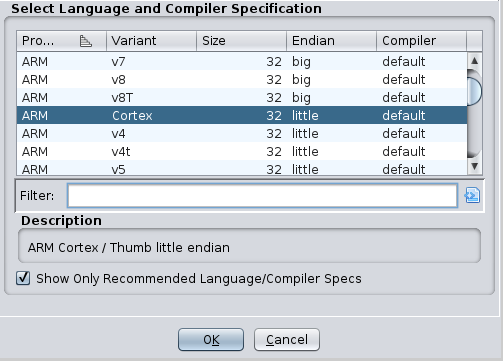 Select Language and Compiler Specification
Pro... Variant Size Endian Compiler
ARM v7 32 big default
ARM v8 32 big default
ARM v8T 32 big default
ARM Cortex 32 little default
ARM v4 32 little default
ARM v4t 32 little default
ARM v5 32 little default
Filter:
Description
ARM Cortex / Thumb little endian
Show Only Recommended Language/Compiler Specs
OK Cancel